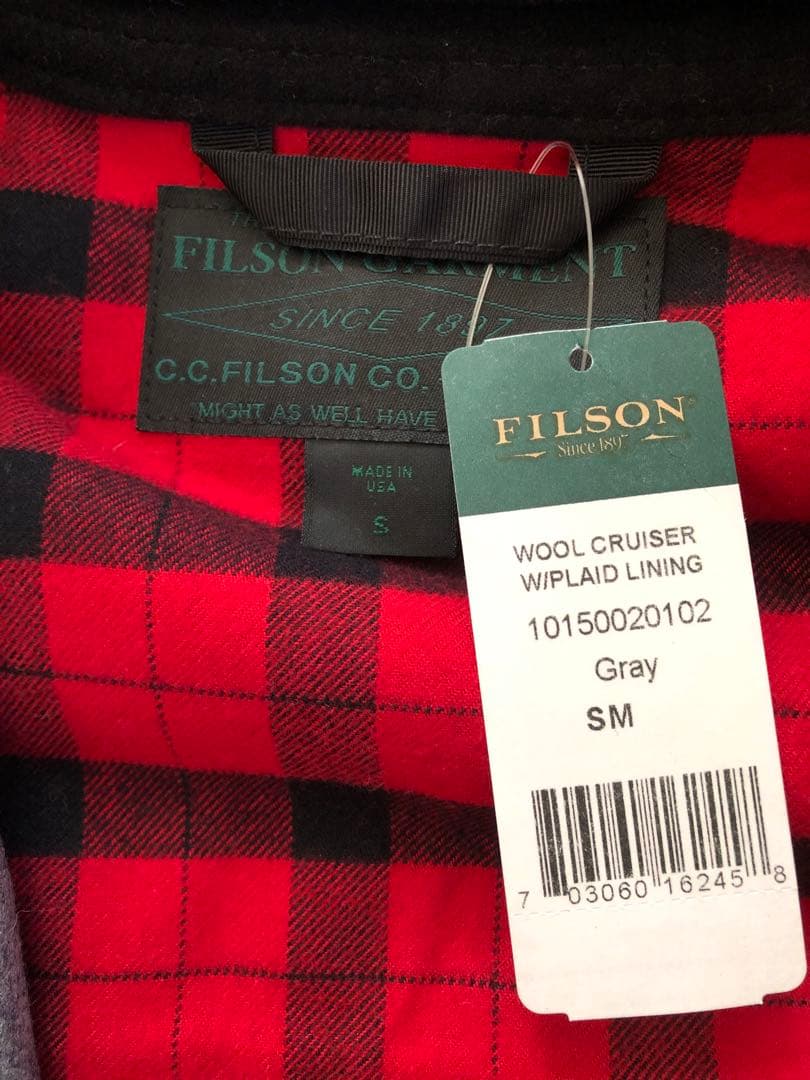 FILSON GARMENT
SINCE 1897
C.C.FILSON CO.
MIGHT AS WELL HAVE
MADE IN
USA
S
FILSON
Since 1897
WOOL CRUISER
W/PLAID LINING
10150020102
Gray
SM
7 03060 16245 8